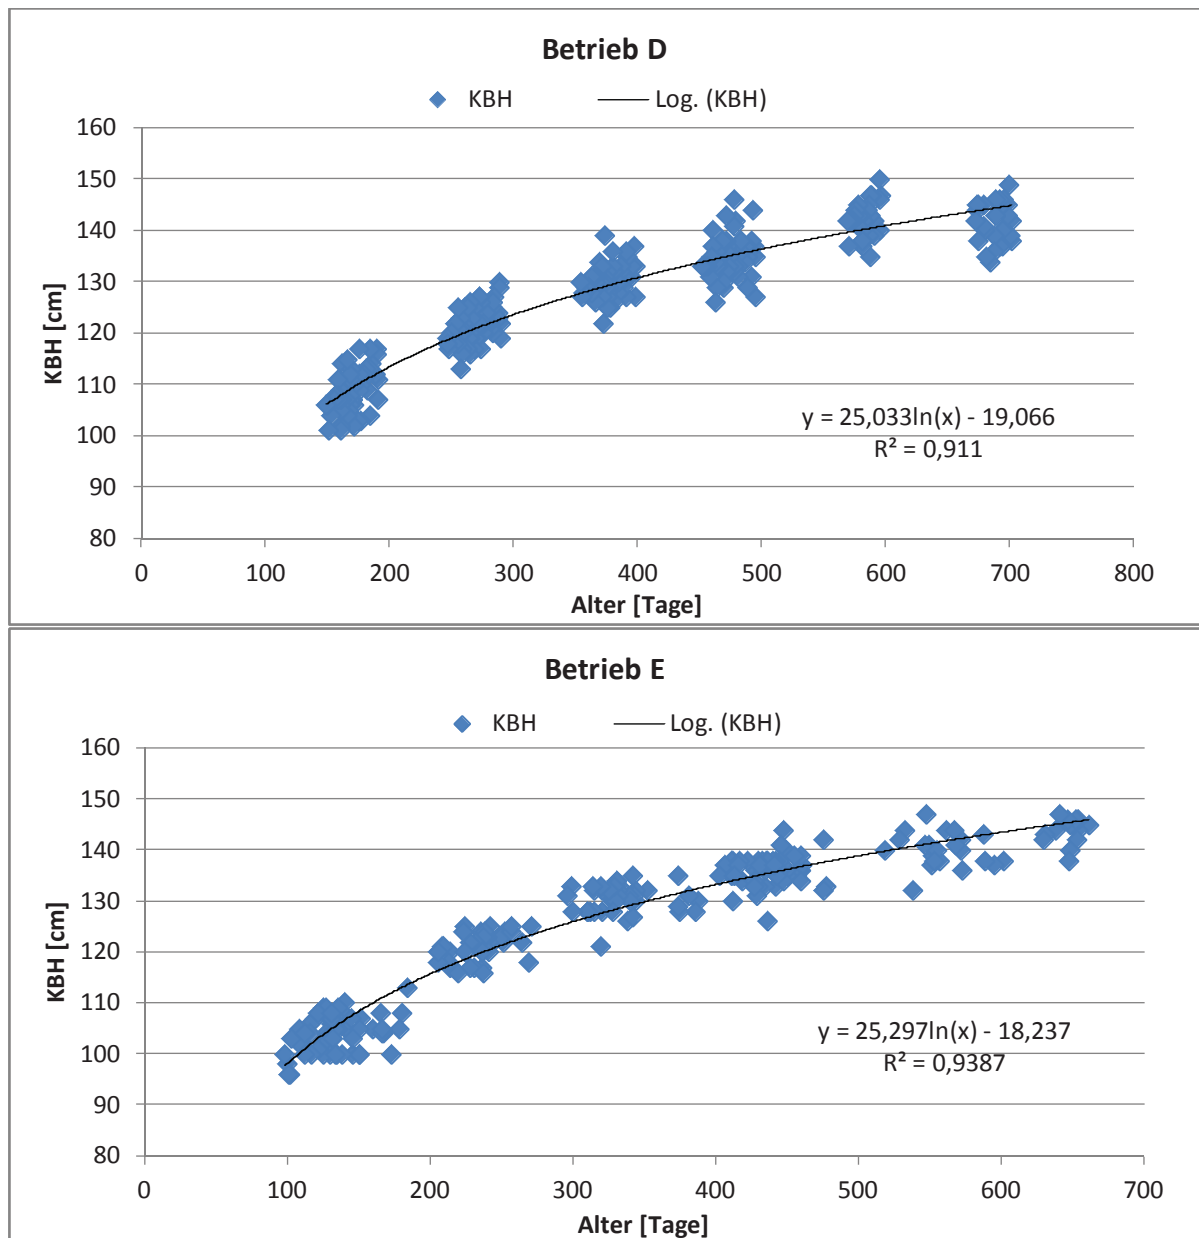 Betrieb D
KBH
Log. (KBH)
160
150
140
130
120
110
100
90
80
KBH [cm]
y = 25,033ln(x) - 19,066
R² = 0,911
0 100 200 300 400 500 600 700 800
Alter [Tage]
Betrieb E
KBH
Log. (KBH)
160
150
140
130
120
110
100
90
80
KBH [cm]
y = 25,297ln(x) - 18,237
R² = 0,9387
0 100 200 300 400 500 600 700
Alter [Tage]